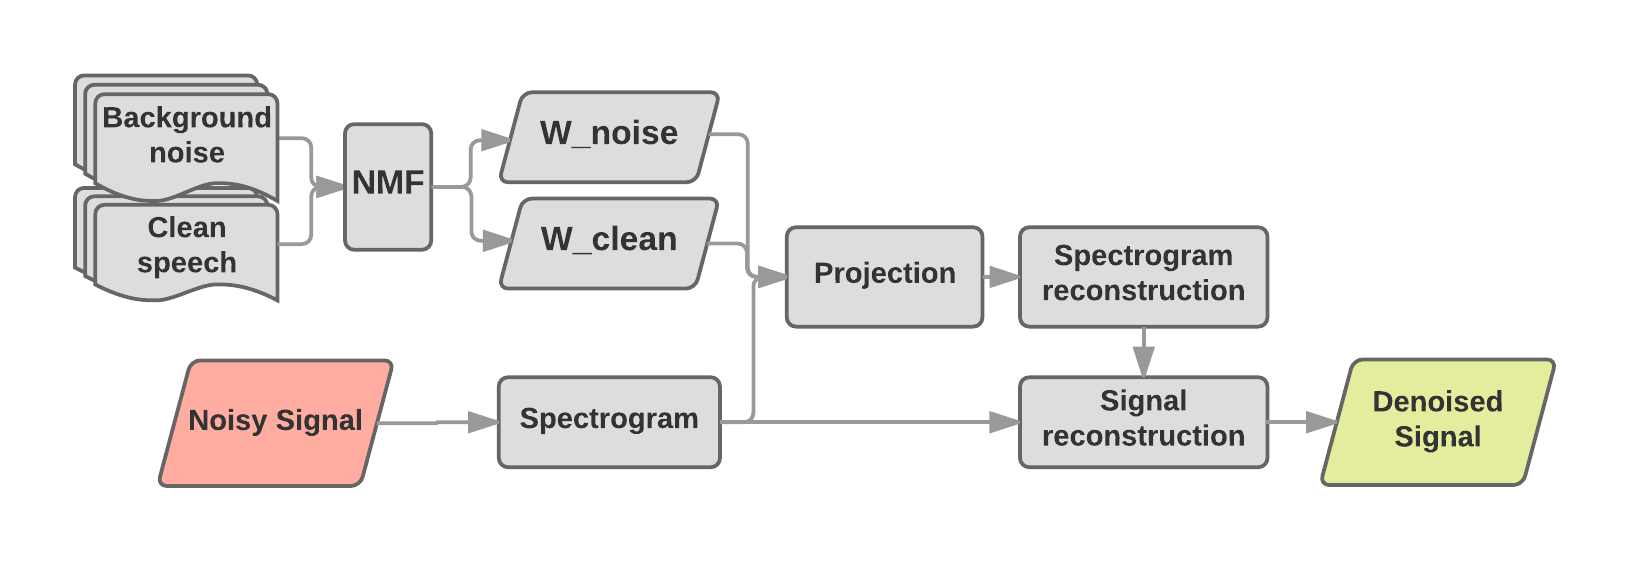 Background
noise
Clean
speech
NMF
W_noise
W_clean
Projection
Spectrogram
reconstruction
Noisy Signal
Spectrogram
Signal
reconstruction
Denoised
Signal